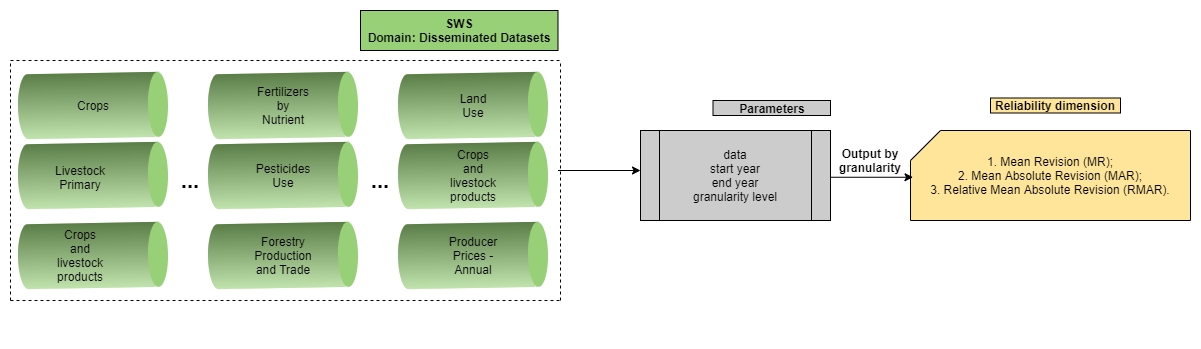 SWS
Domain: Disseminated Datasets
Crops
Fertilizers
by
Nutrient
Land
Use
Livestock
Primary
...
Pesticides
Use
...
Crops
and
livestock
products
Crops
and
livestock
products
Forestry
Production
and Trade
Producer
Prices -
Annual
Parameters
data
start year
end year
granularity level
Output by
granularity
Reliability dimension
1. Mean Revision (MR);
2. Mean Absolute Revision (MAR);
3. Relative Mean Absolute Revision (RMAR).